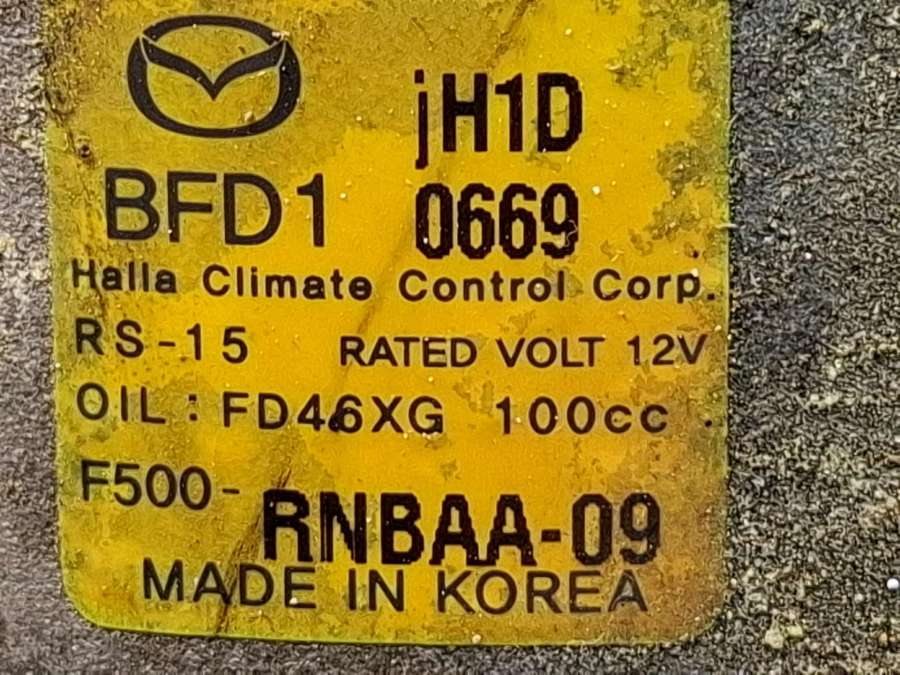 jH1D
BFD1 0669
Halla Climate Control Corp.
RS-15 RATED VOLT 12V
OIL: FD46XG 100cc.
F500-RNBAA-09
MADE IN KOREA